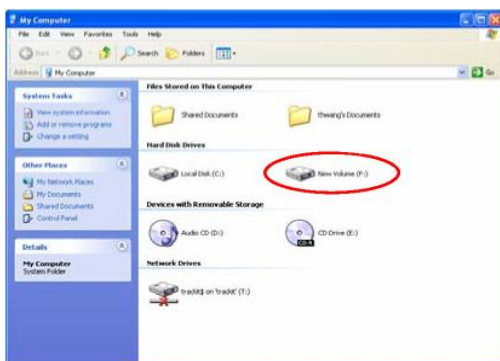 My Computer
File Edit View Favorites Tools Help
Back Search Folders
Address My Computer Go
System Tasks
View system information
Add or remove programs
Change a setting
Other Places
My Network Places
My Documents
Shared Documents
Control Panel
Details
My Computer
System Folder
Files Stored on This Computer
Shared Documents thwang's Documents
Hard Disk Drives
Local Disk (C:) New Volume (F:)
Devices with Removable Storage
Audio CD (D:) CD Drive (E:)
CD-R
Network Drives
trackit$ on 'trackit' (T:)